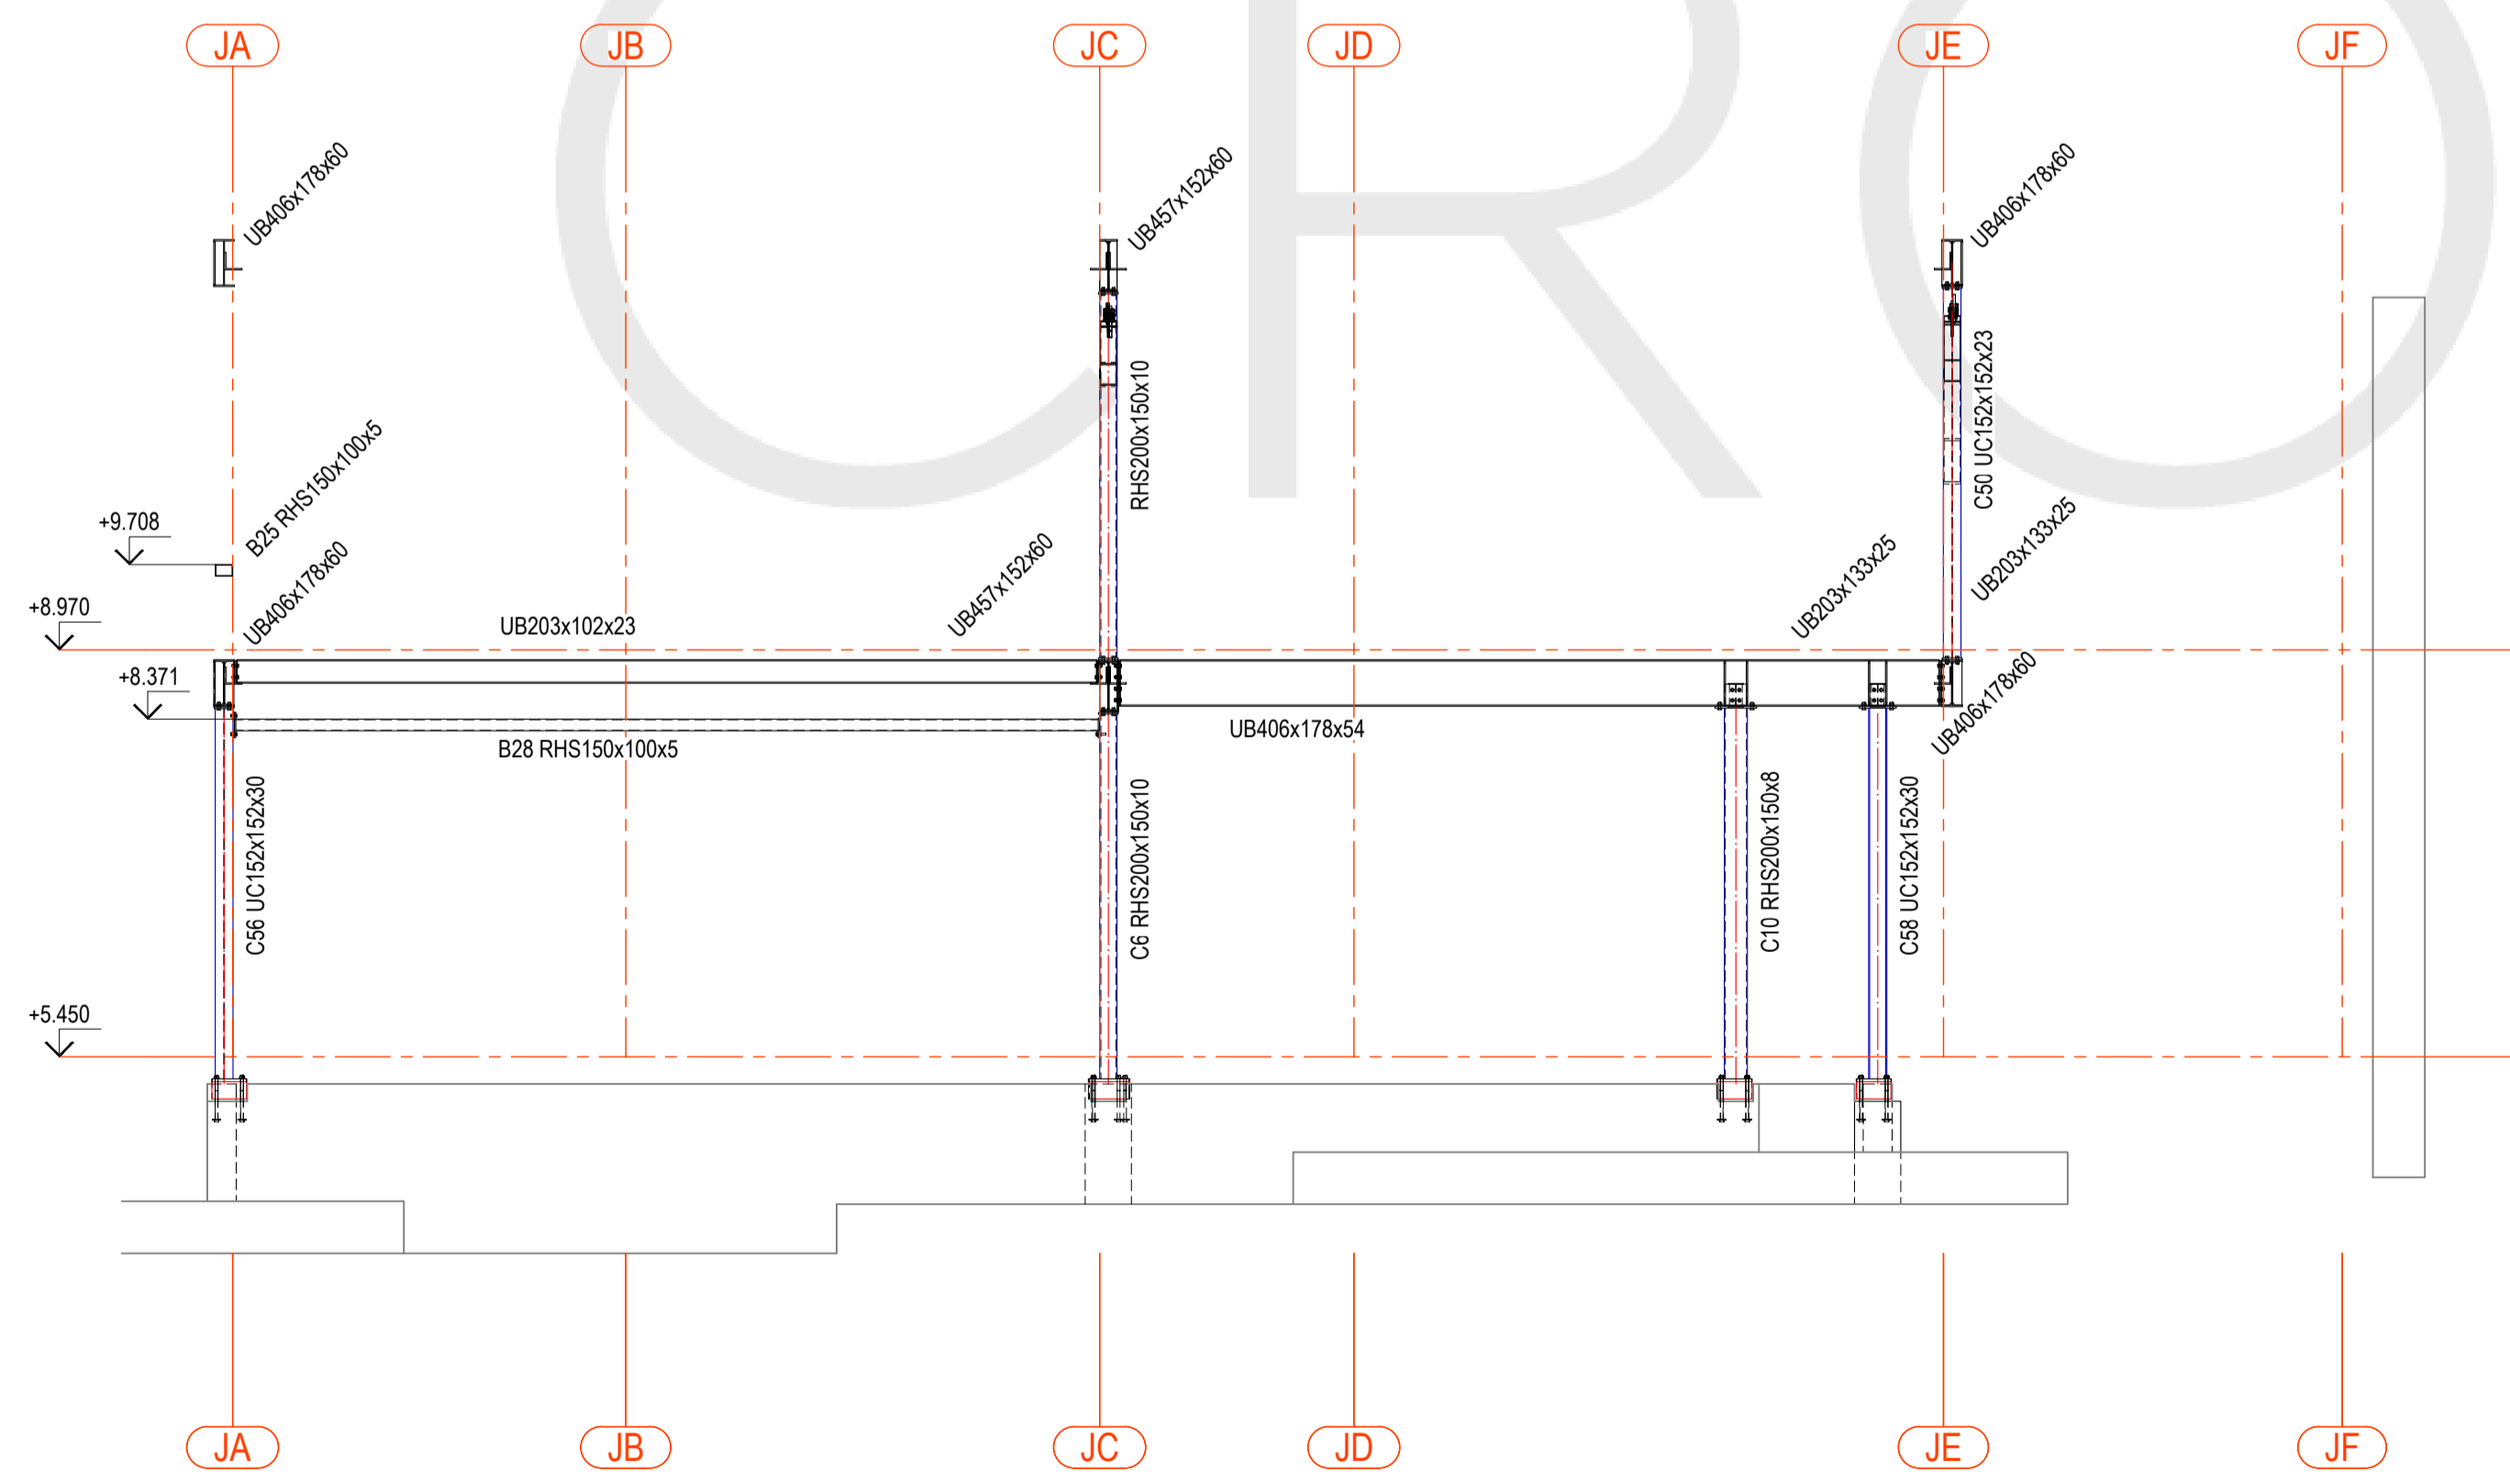 CRO
JA
JB
JC
JD
JE
JF
UB406x178x60
UB457x152x60
UB406x178x60
RHS200x150x10
C50 UC152x152x23
B25 RHS150x100x5
+9.708
UB406x178x60
UB457x152x60
UB203x133x25
UB203x133x25
+8.970
UB203x102x23
+8.371
UB406x178x54
UB406x178x60
B28 RHS150x100x5
C56 UC152x152x30
C6 RHS200x150x10
C10 RHS200x150x8
C58 UC152x152x30
+5.450
JA
JB
JC
JD
JE
JF